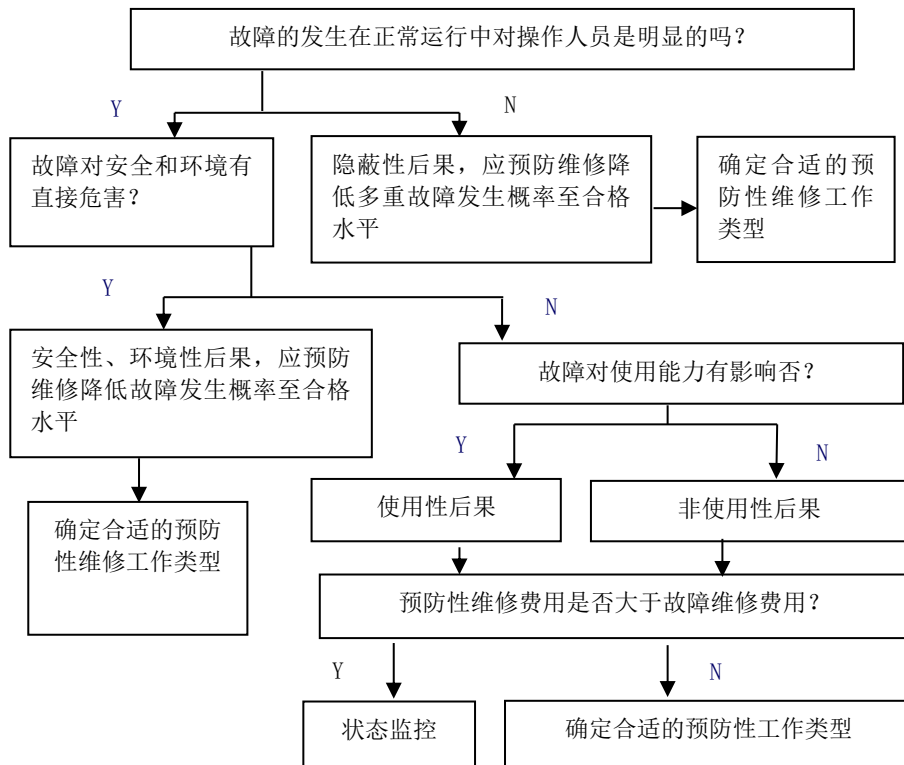 故障的发生在正常运行中对操作人员是明显的吗？
Y
N
故障对安全和环境有
直接危害？
隐蔽性后果，应预防维修降
低多重故障发生概率至合格
水平
确定合适的预
防性维修工作
类型
Y
N
安全性、环境性后果，应预防
维修降低故障发生概率至合格
水平
故障对使用能力有影响否？
Y
N
确定合适的预防
性维修工作类型
使用性后果
非使用性后果
预防性维修费用是否大于故障维修费用？
Y
N
状态监控
确定合适的预防性工作类型